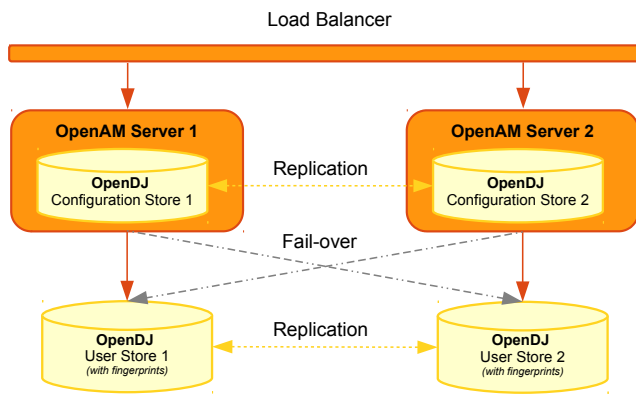 Load Balancer
OpenAM Server 1
OpenAM Server 2
OpenDJ
Configuration Store 1
Replication
OpenDJ
Configuration Store 2
Fail-over
OpenDJ
User Store 1
(with fingerprints)
Replication
OpenDJ
User Store 2
(with fingerprints)